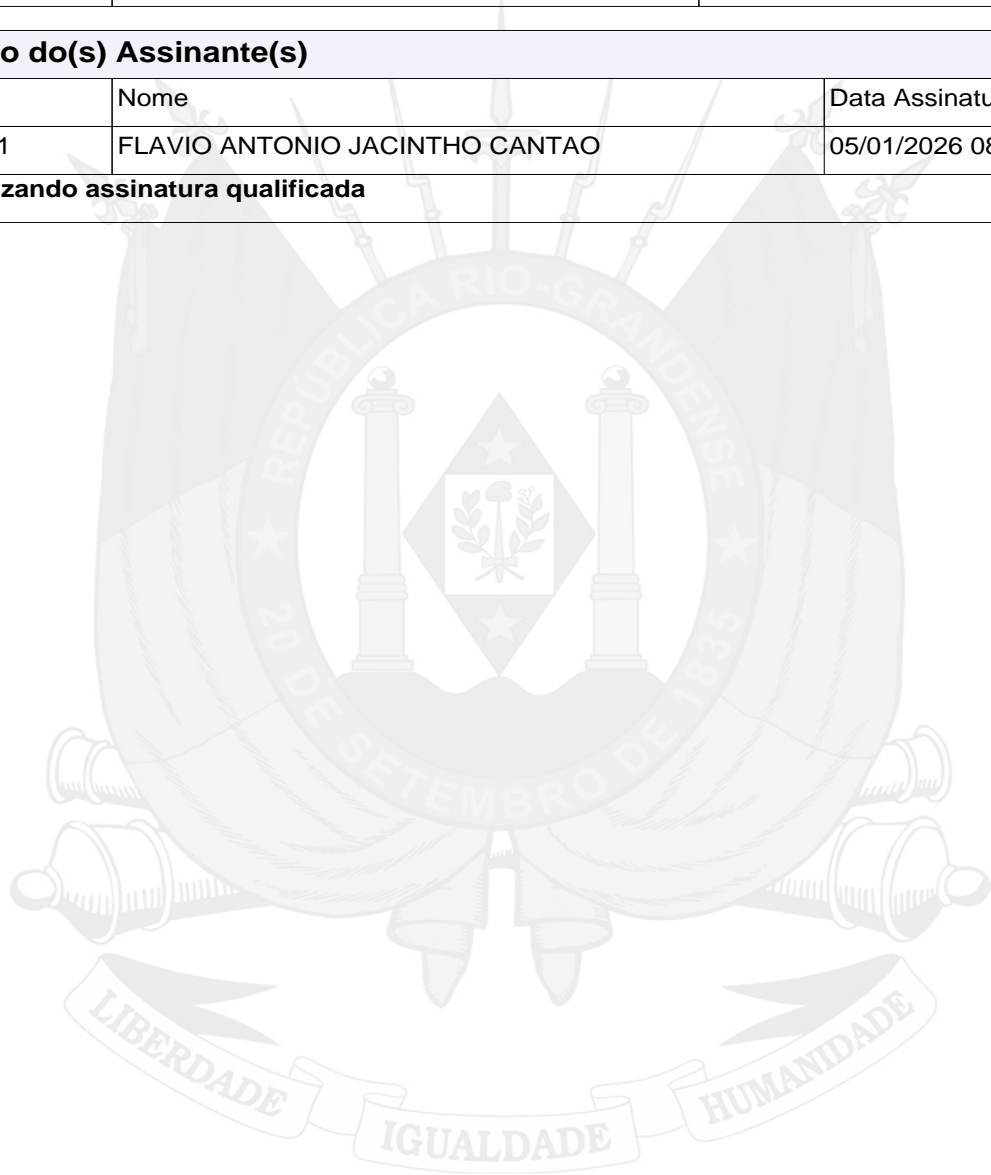 o do(s) Assinante(s)
Nome
Data Assinatu
1
FLAVIO ANTONIO JACINTHO CANTAO
05/01/2026 08
zando assinatura qualificada
REPÚBLICA RIO-GRANDENSE
20 DE SETEMBRO DE 1835
LIBERDADE
IGUALDADE
HUMANIDADE